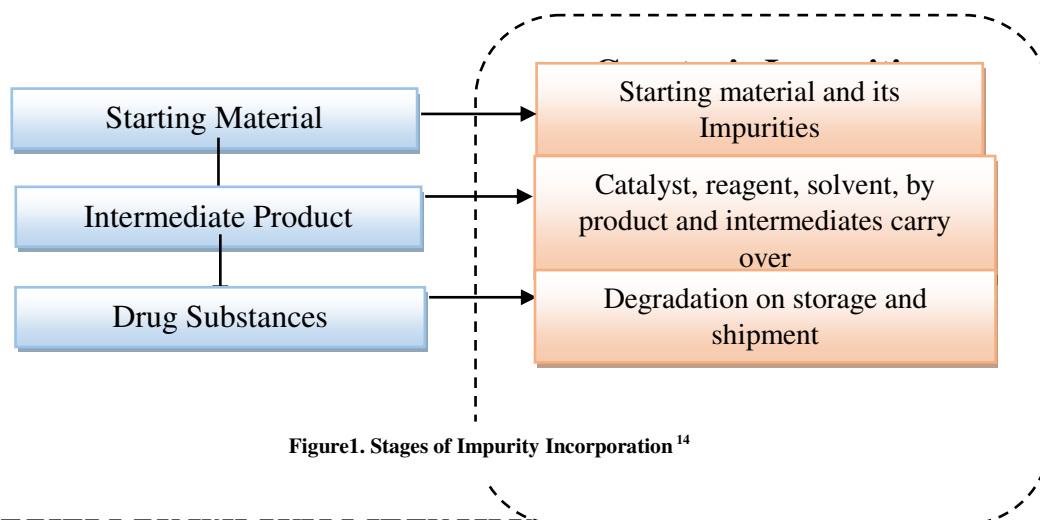 Starting Material
Starting material and its
Impurities
Intermediate Product
Catalyst, reagent, solvent, by
product and intermediates carry
over
Drug Substances
Degradation on storage and
shipment
Figure1. Stages of Impurity Incorporation 14